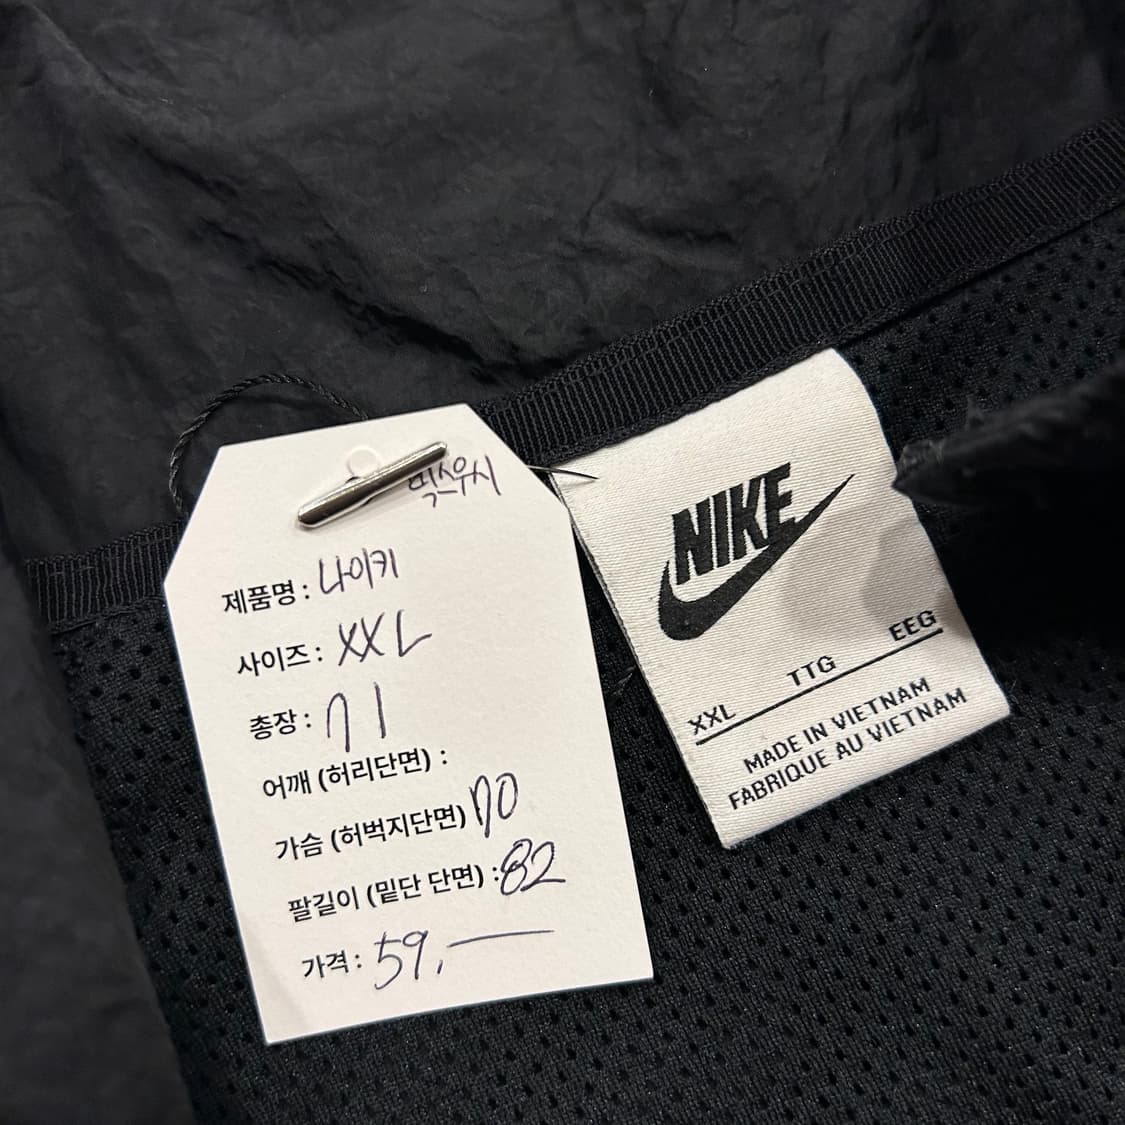 빅스우시
제품명 : 나이키
사이즈 : XXL
총장 : 71
어깨 (허리단면) :
가슴 (허벅지단면) 70
팔길이 (밑단 단면) : 82
가격 : 59,—
NIKE
XXL TTG EEG
MADE IN VIETNAM
FABRIQUE AU VIETNAM